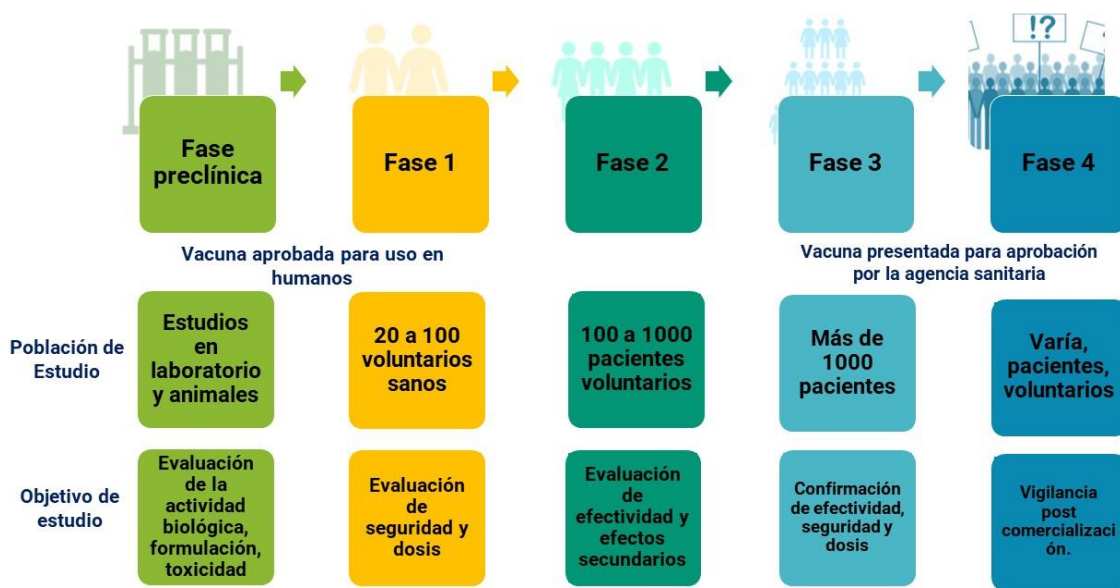 !?
Fase
preclínica
Fase 1
Fase 2
Fase 3
Fase 4
Vacuna aprobada para uso en
humanos
Vacuna presentada para aprobación
por la agencia sanitaria
Población de
Estudio
Estudios
en
laboratorio
y animales
20 a 100
voluntarios
sanos
100 a 1000
pacientes
voluntarios
Más de
1000
pacientes
Varía,
pacientes,
voluntarios
Objetivo de
estudio
Evaluación
de la
actividad
biológica,
formulación,
toxicidad
Evaluación
de
seguridad y
dosis
Evaluación
de
efectividad y
efectos
secundarios
Confirmación
de efectividad,
seguridad y
dosis
Vigilancia
post
comercializaci
ón.